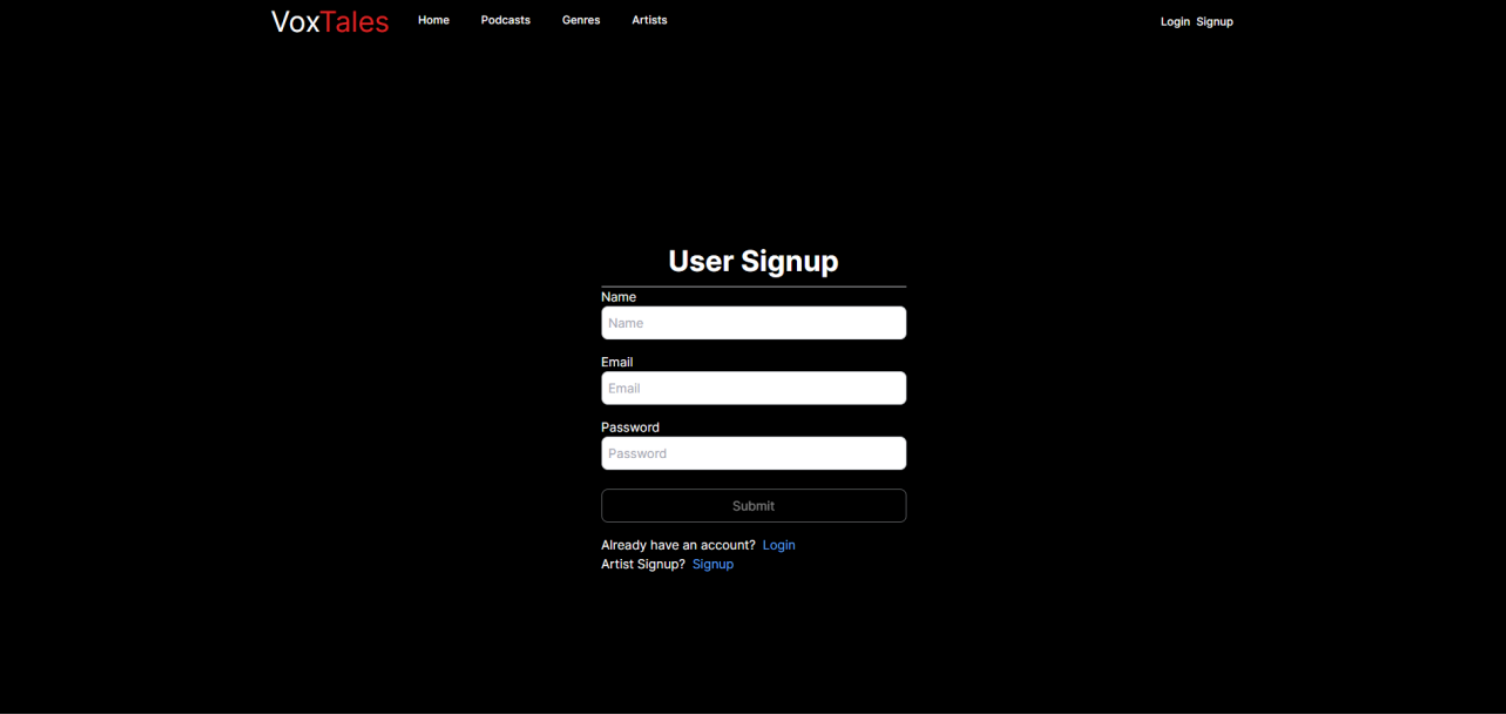 VoxTales Home Podcasts Genres Artists Login Signup
User Signup
Name
Name
Email
Email
Password
Password
Submit
Already have an account? Login
Artist Signup? Signup